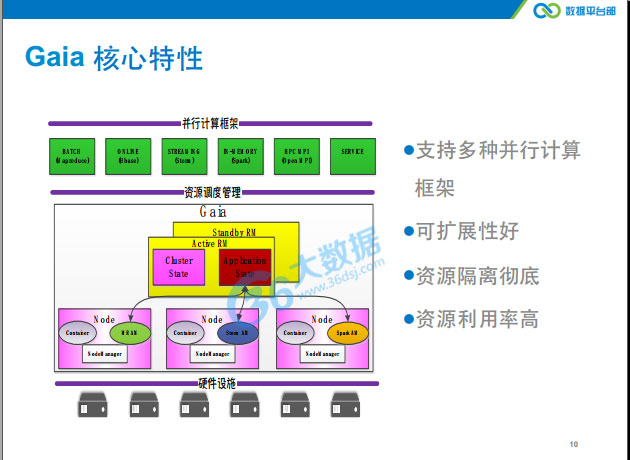 数据平台部
Gaia 核心特性
并行计算框架
BATCH
(Mapreduce)
ONLINE
(Hbase)
STREAMING
(Storm)
IN-MEMORY
(Spark)
HPC MPI
(OpenMPI)
SERVICE
资源调度管理
Gaia
Standby RM
Active RM
Cluster
State
Application
State
Node
Container
MR AM
NodeManager
Node
Container
Storm AM
NodeManager
Node
Container
Spark AM
NodeManager
硬件设施
支持多种并行计算
框架
可扩展性好
资源隔离彻底
资源利用率高
36大数据
www.36dsj.com
10